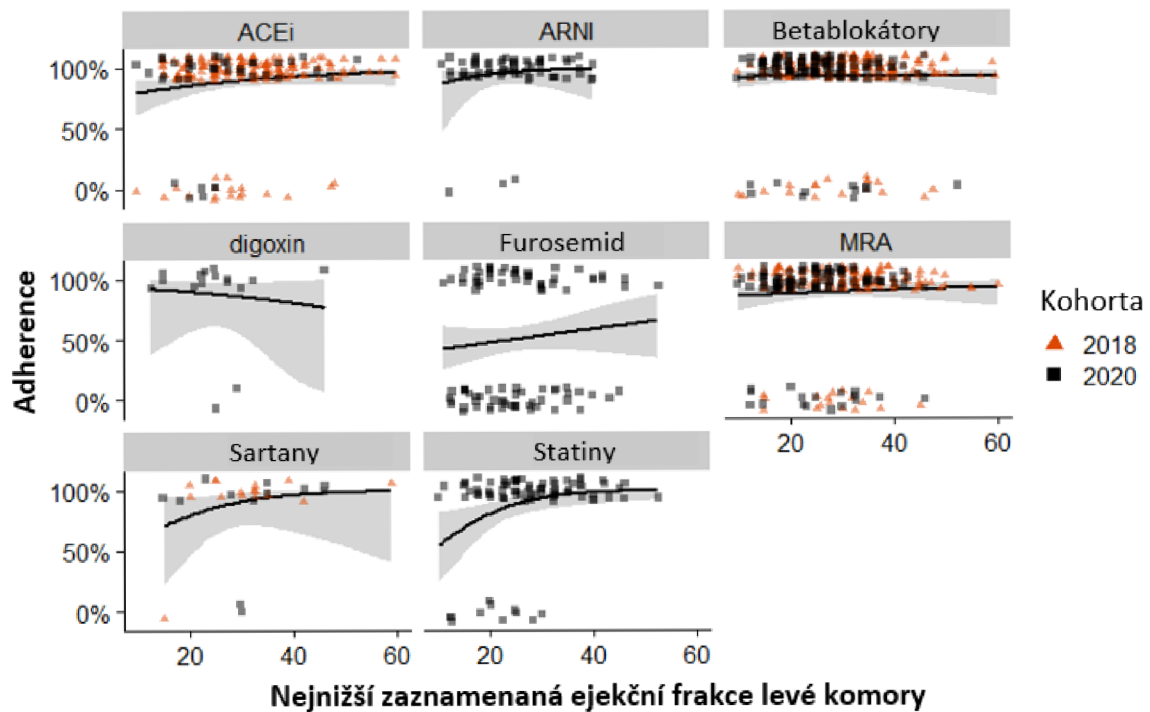 ACEi
ARNI
Betablokátory
100%
50%
0%
digoxin
Furosemid
MRA
100%
50%
0%
20
40
60
Sartany
Statiny
100%
50%
0%
20
40
60
20
40
60
Adherence
Nejnižší zaznamenaná ejekční frakce levé komory
Kohorta
2018
2020